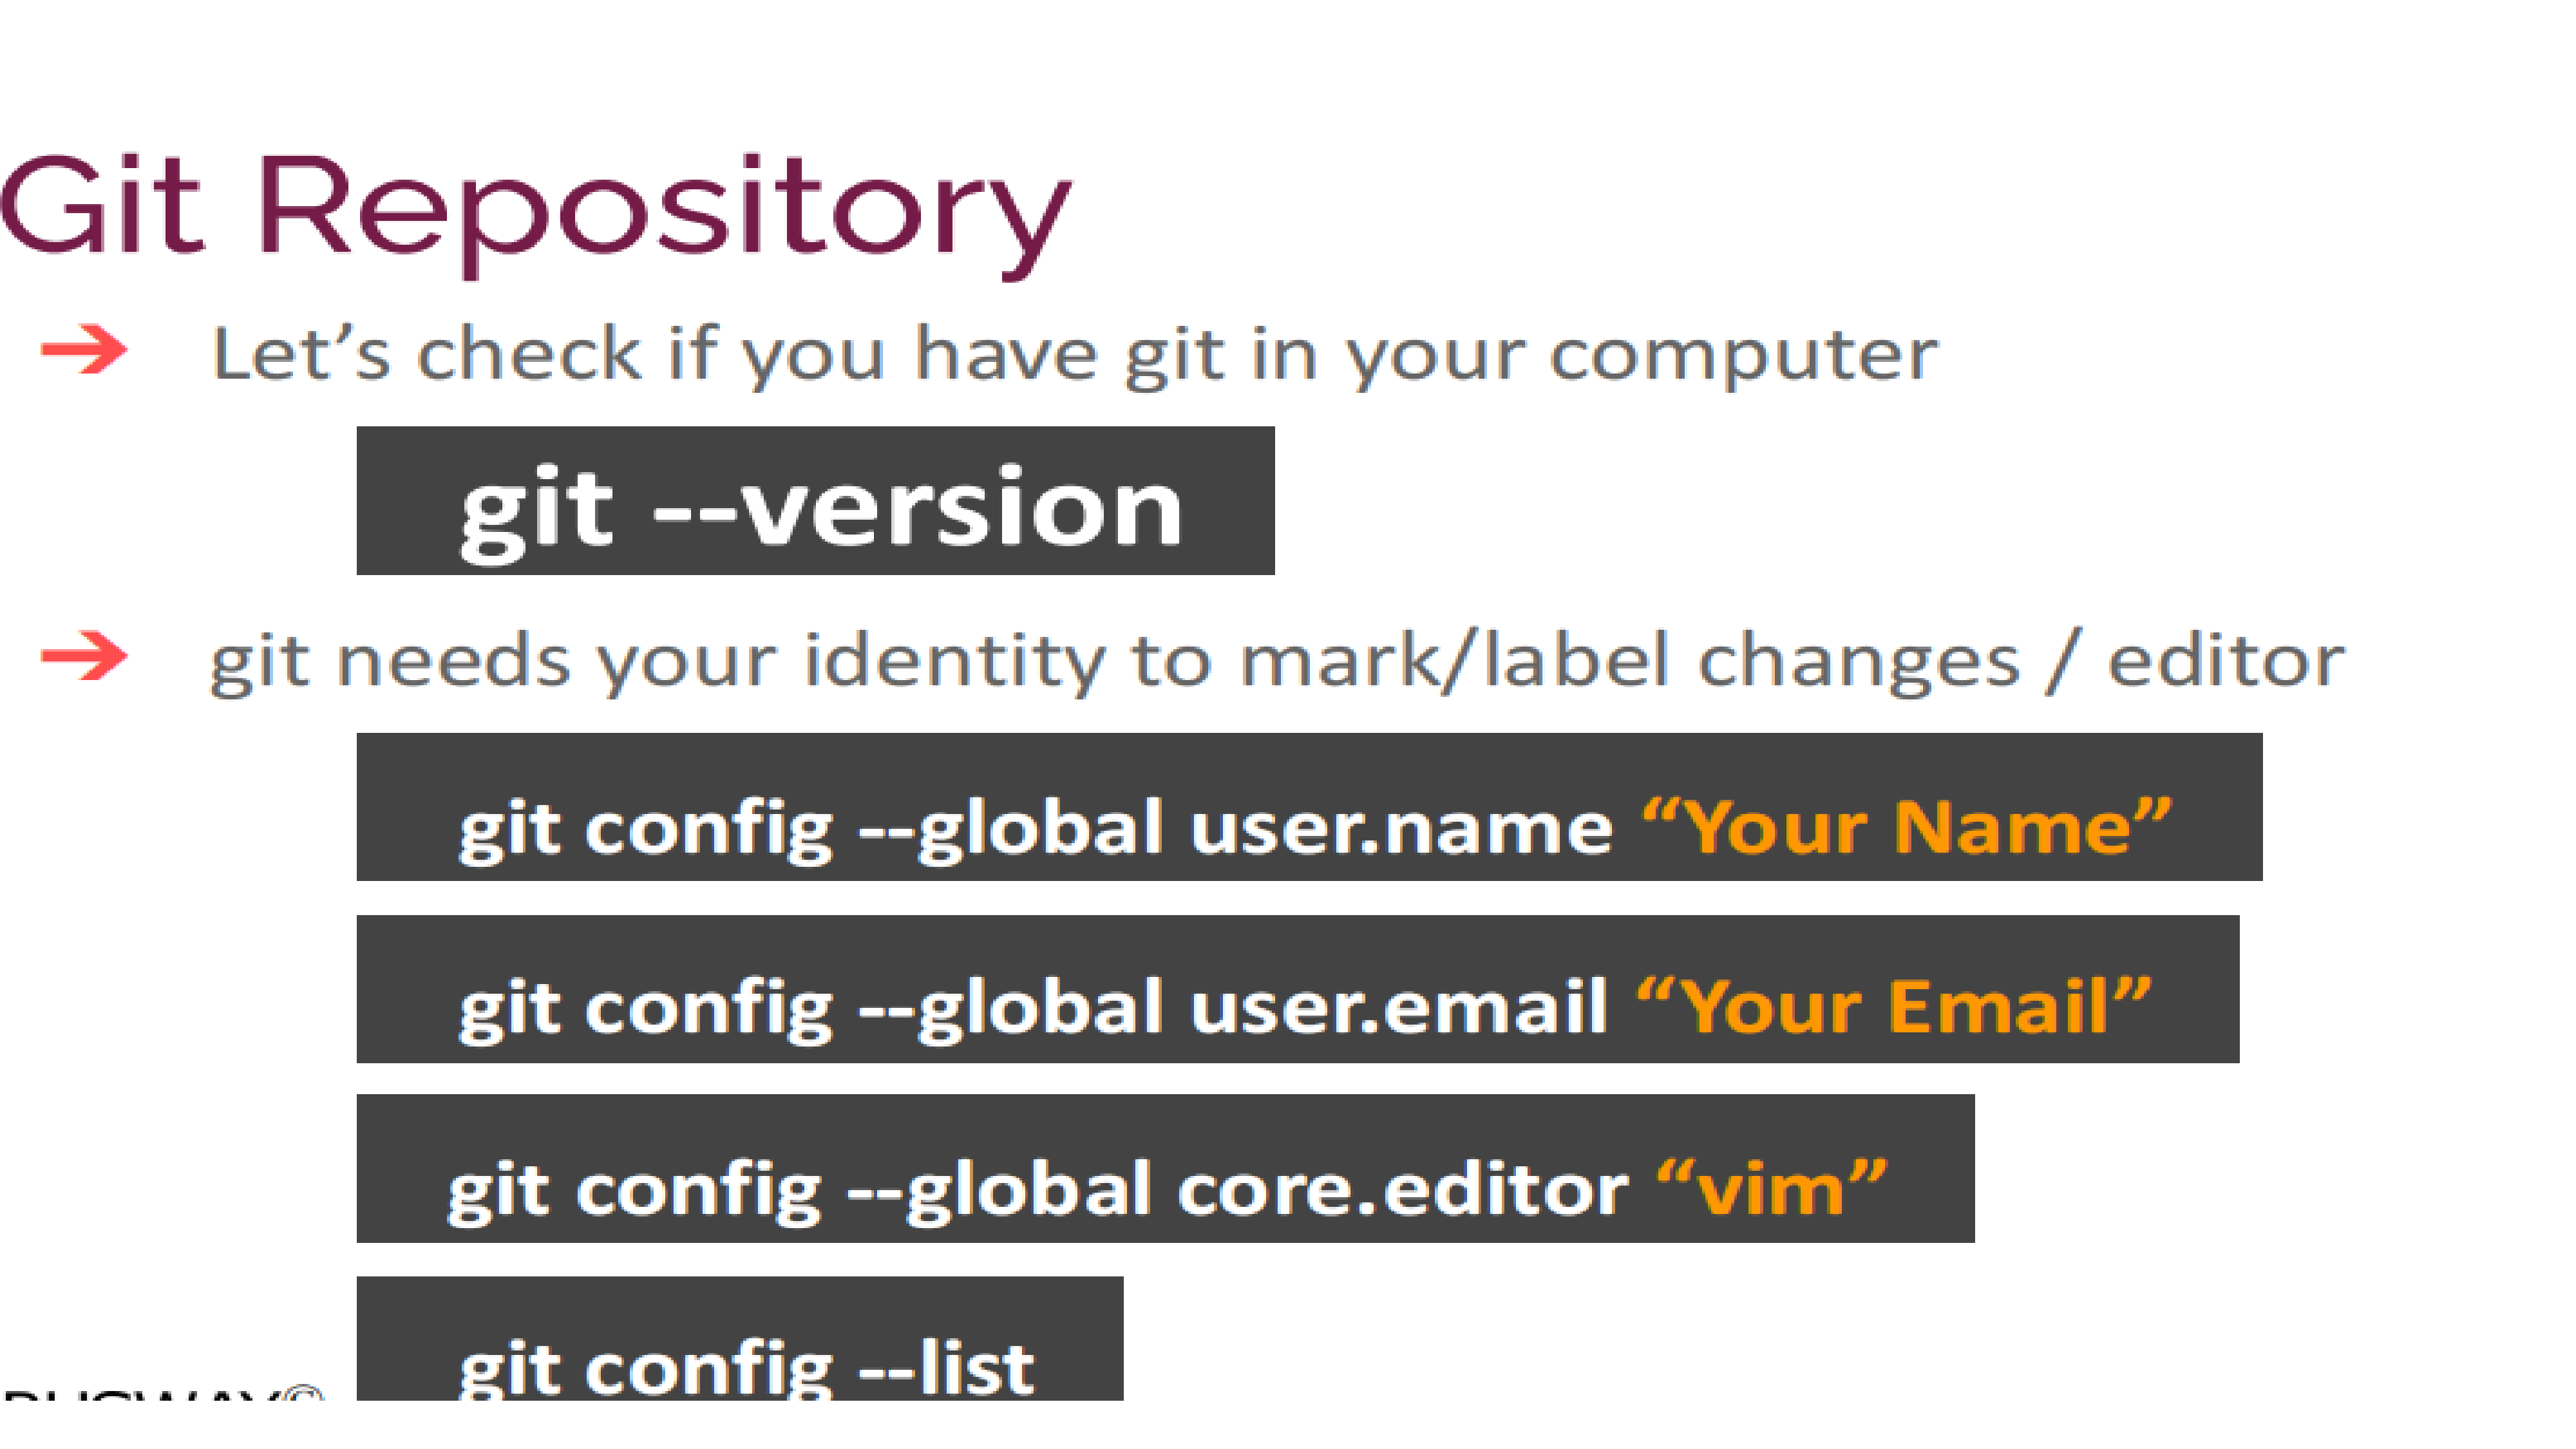 Git Repository
➔ Let’s check if you have git in your computer
git --version
➔ git needs your identity to mark/label changes / editor
git config --global user.name “Your Name”
git config --global user.email “Your Email”
git config --global core.editor “vim”
git config --list